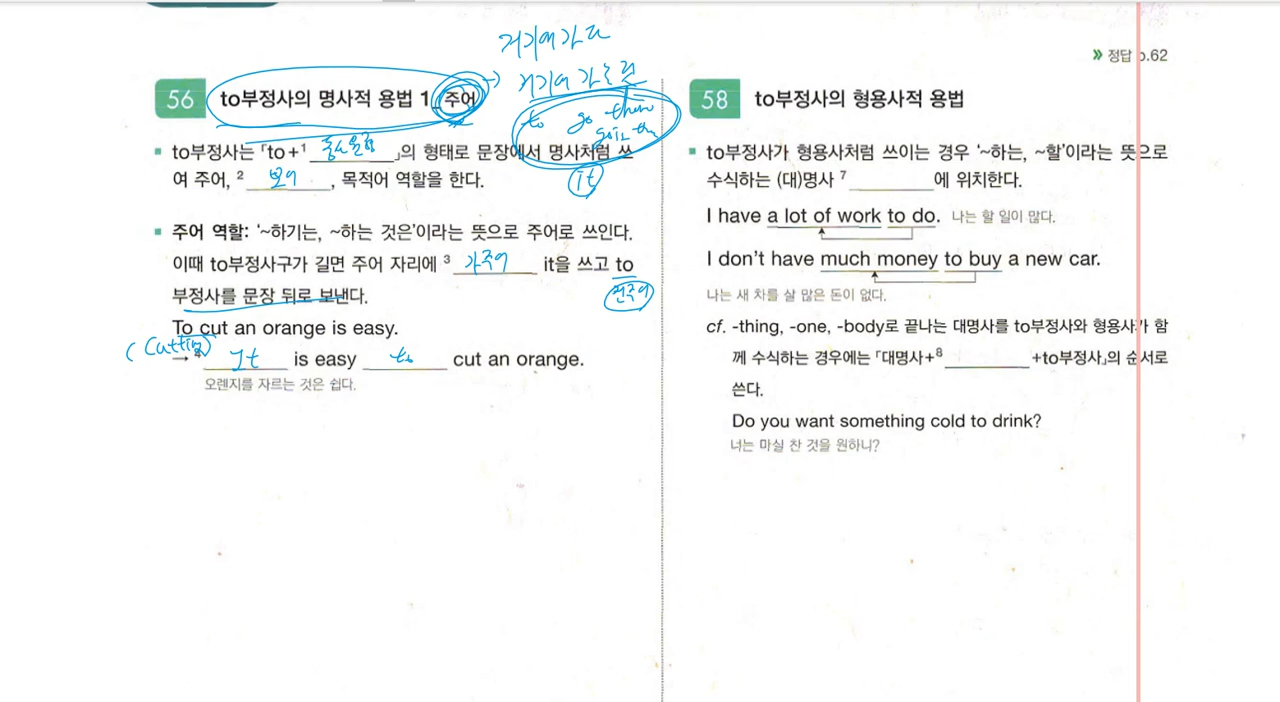 거기에 가다
» 정답 p.62
56 to부정사의 명사적 용법 1_주어
→ 거기에 가는 것
to go there
going
■ to부정사는 「to+¹ 동사원형」의 형태로 문장에서 명사처럼 쓰
여 주어, ² 보어, 목적어 역할을 한다.
it
■ 주어 역할: '~하기는, ~하는 것은'이라는 뜻으로 주어로 쓰인다.
이때 to부정사구가 길면 주어 자리에 ³ 가주어 it을 쓰고 to
부정사를 문장 뒤로 보낸다.
진주어
To cut an orange is easy.
(Cutting)
→ ⁴ It is easy to cut an orange.
오렌지를 자르는 것은 쉽다.
58 to부정사의 형용사적 용법
■ to부정사가 형용사처럼 쓰이는 경우 '~하는, ~할'이라는 뜻으로
수식하는 (대)명사 ⁷ ________에 위치한다.
I have a lot of work to do. 나는 할 일이 많다.
I don't have much money to buy a new car.
나는 새 차를 살 많은 돈이 없다.
cf. -thing, -one, -body로 끝나는 대명사를 to부정사와 형용사가 함
께 수식하는 경우에는 「대명사+⁸ ________+to부정사」의 순서로
쓴다.
Do you want something cold to drink?
너는 마실 찬 것을 원하니?